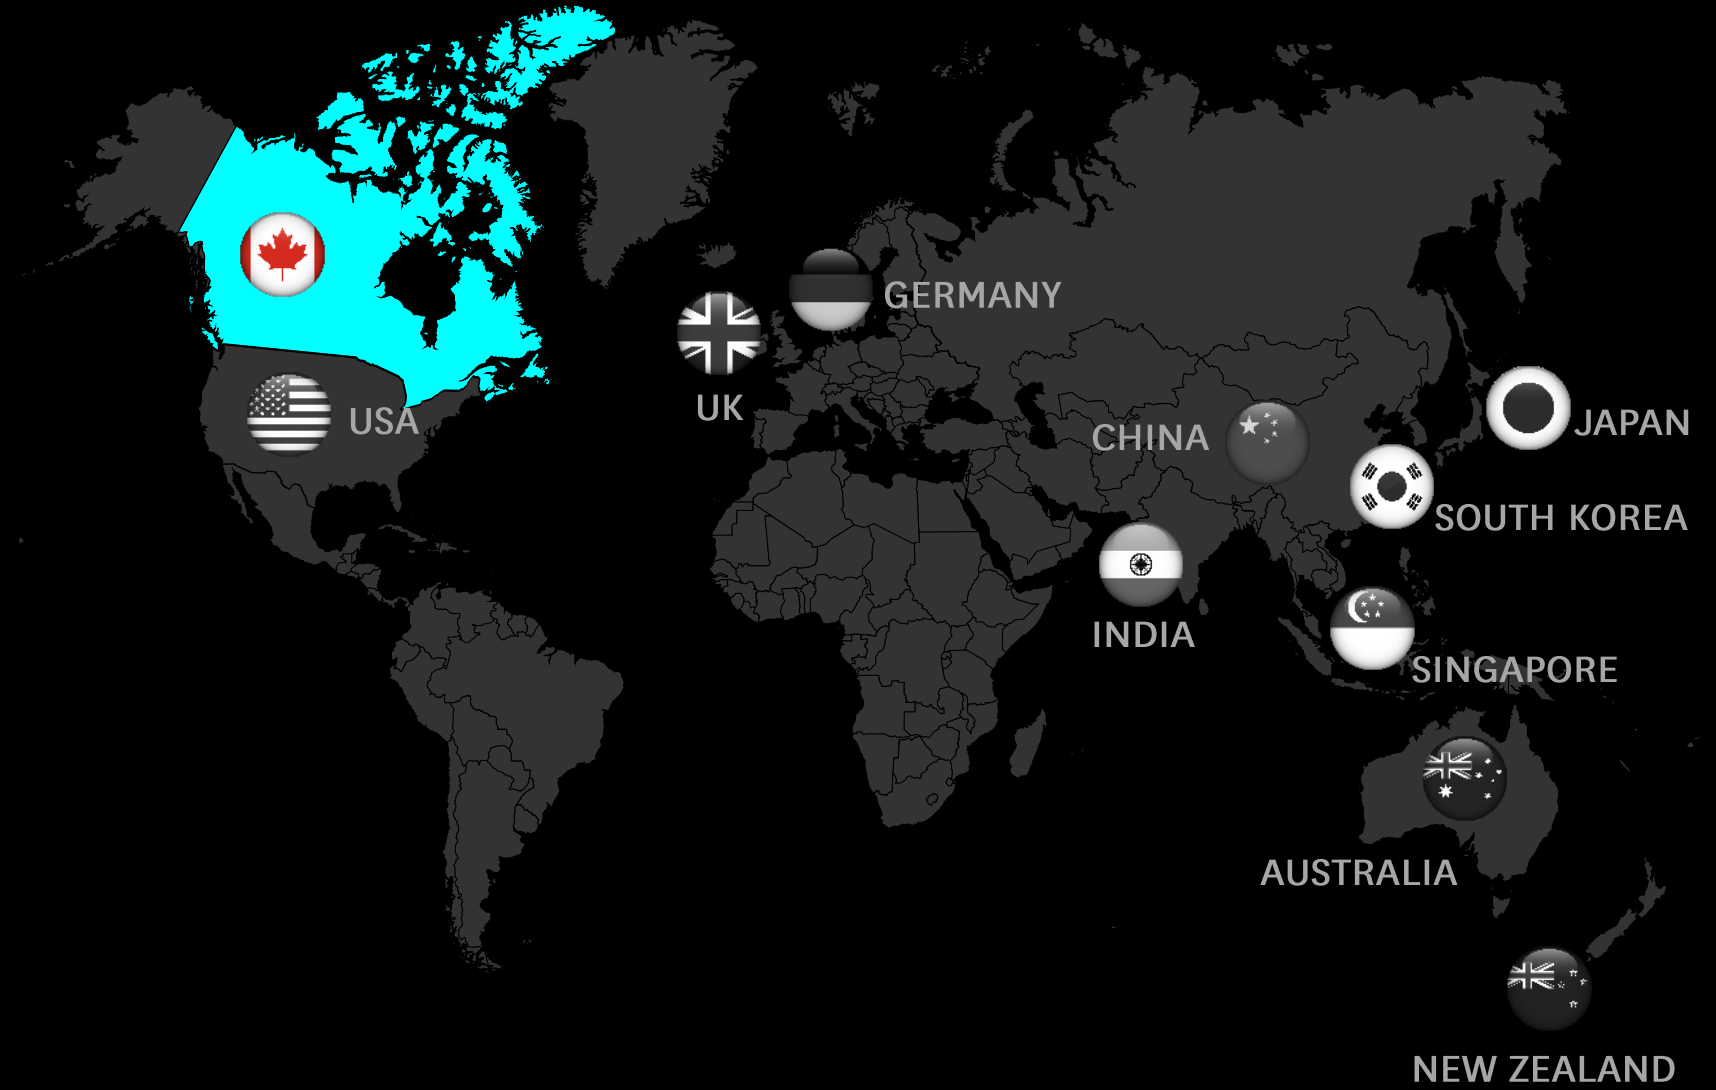 GERMANY
UK
USA
JAPAN
CHINA
SOUTH KOREA
INDIA
SINGAPORE
AUSTRALIA
NEW ZEALAND